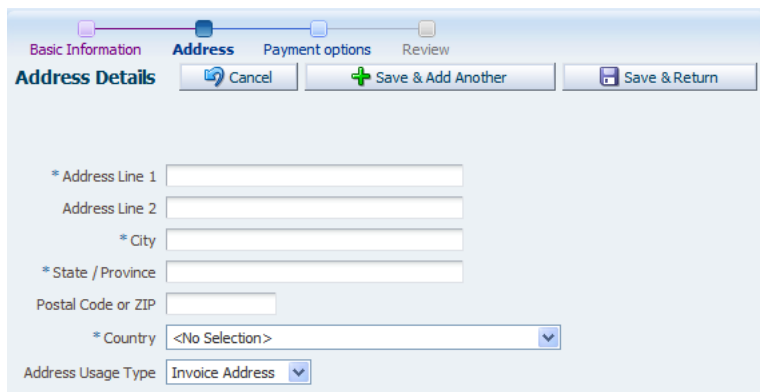 Basic Information Address Payment options Review
Address Details Cancel Save & Add Another Save & Return
* Address Line 1
Address Line 2
* City
* State / Province
Postal Code or ZIP
* Country <No Selection>
Address Usage Type Invoice Address